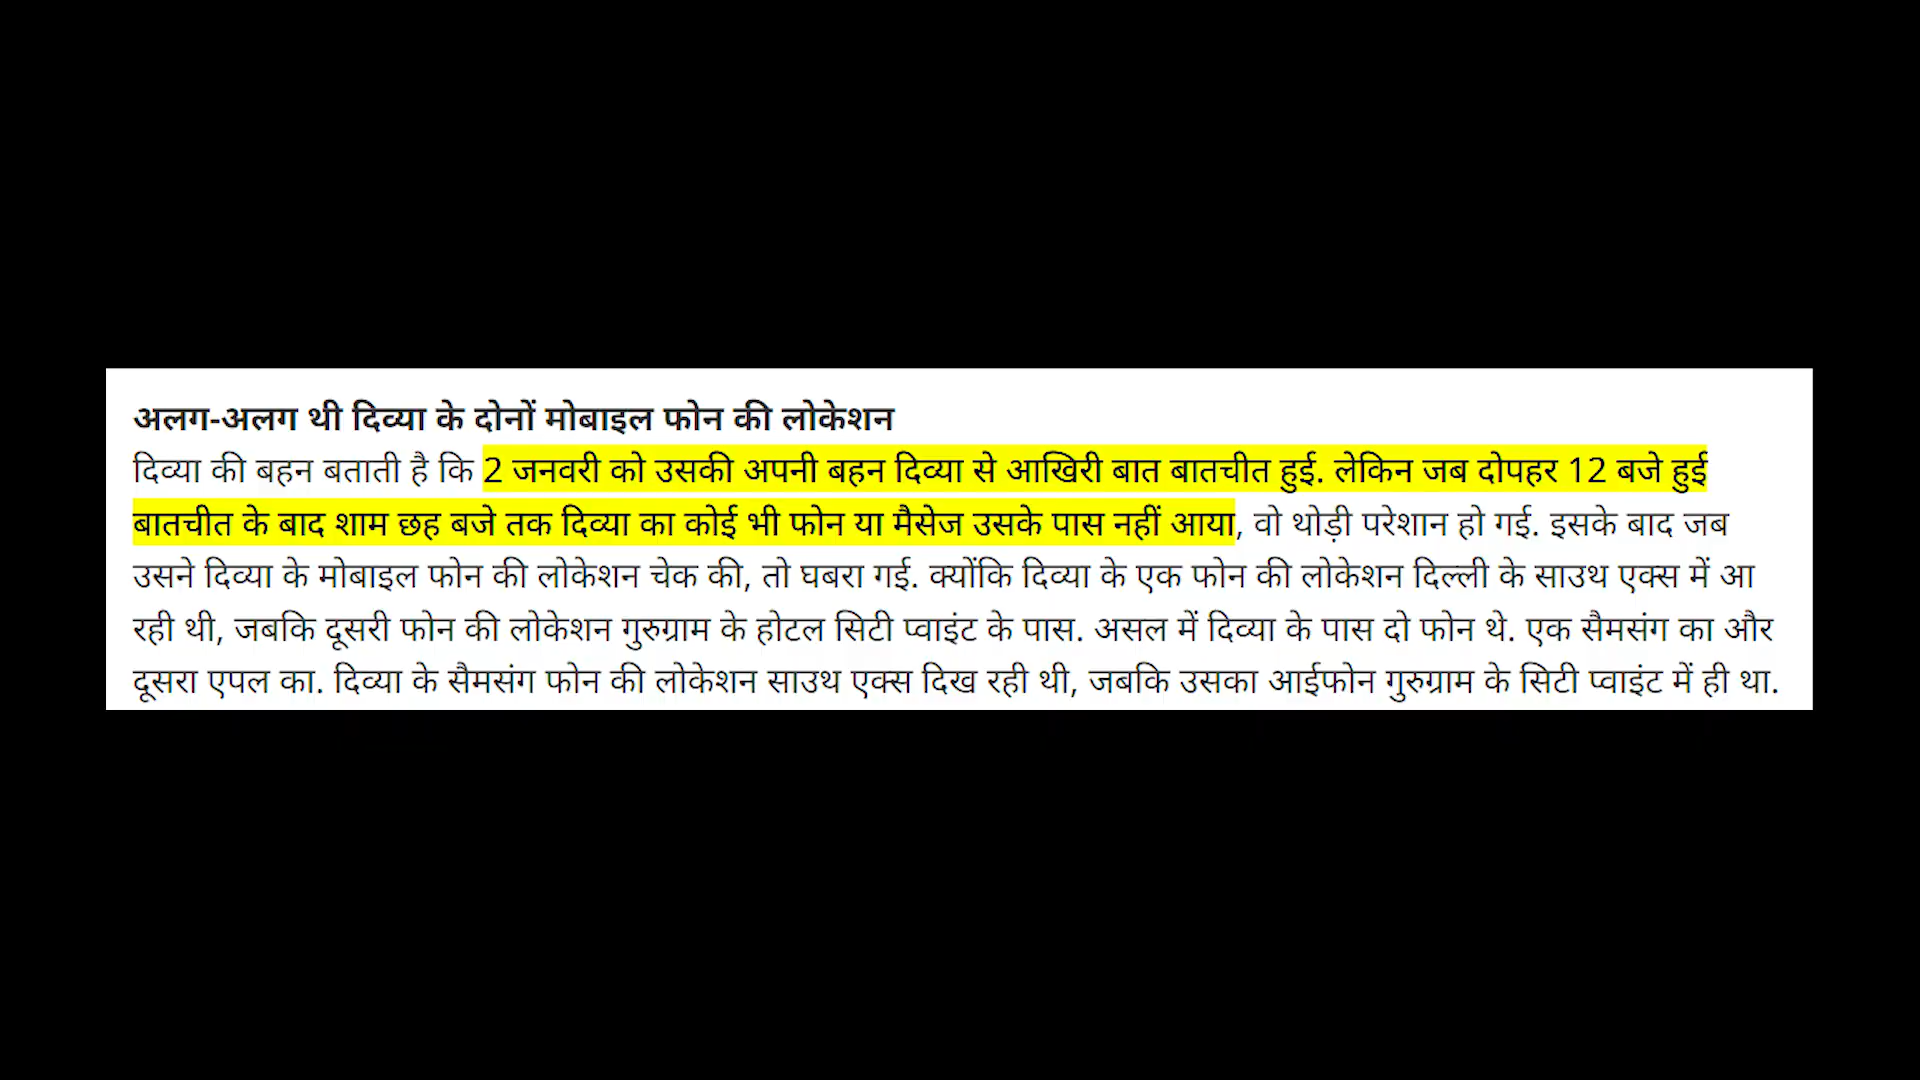 अलग-अलग थी दिव्या के दोनों मोबाइल फोन की लोकेशन
दिव्या की बहन बताती है कि 2 जनवरी को उसकी अपनी बहन दिव्या से आखिरी बात बातचीत हुई. लेकिन जब दोपहर 12 बजे हुई
बातचीत के बाद शाम छह बजे तक दिव्या का कोई भी फोन या मैसेज उसके पास नहीं आया, वो थोड़ी परेशान हो गई. इसके बाद जब
उसने दिव्या के मोबाइल फोन की लोकेशन चेक की, तो घबरा गई. क्योंकि दिव्या के एक फोन की लोकेशन दिल्ली के साउथ एक्स में आ
रही थी, जबकि दूसरी फोन की लोकेशन गुरुग्राम के होटल सिटी प्वाइंट के पास. असल में दिव्या के पास दो फोन थे. एक सैमसंग का और
दूसरा एपल का. दिव्या के सैमसंग फोन की लोकेशन साउथ एक्स दिख रही थी, जबकि उसका आईफोन गुरुग्राम के सिटी प्वाइंट में ही था.